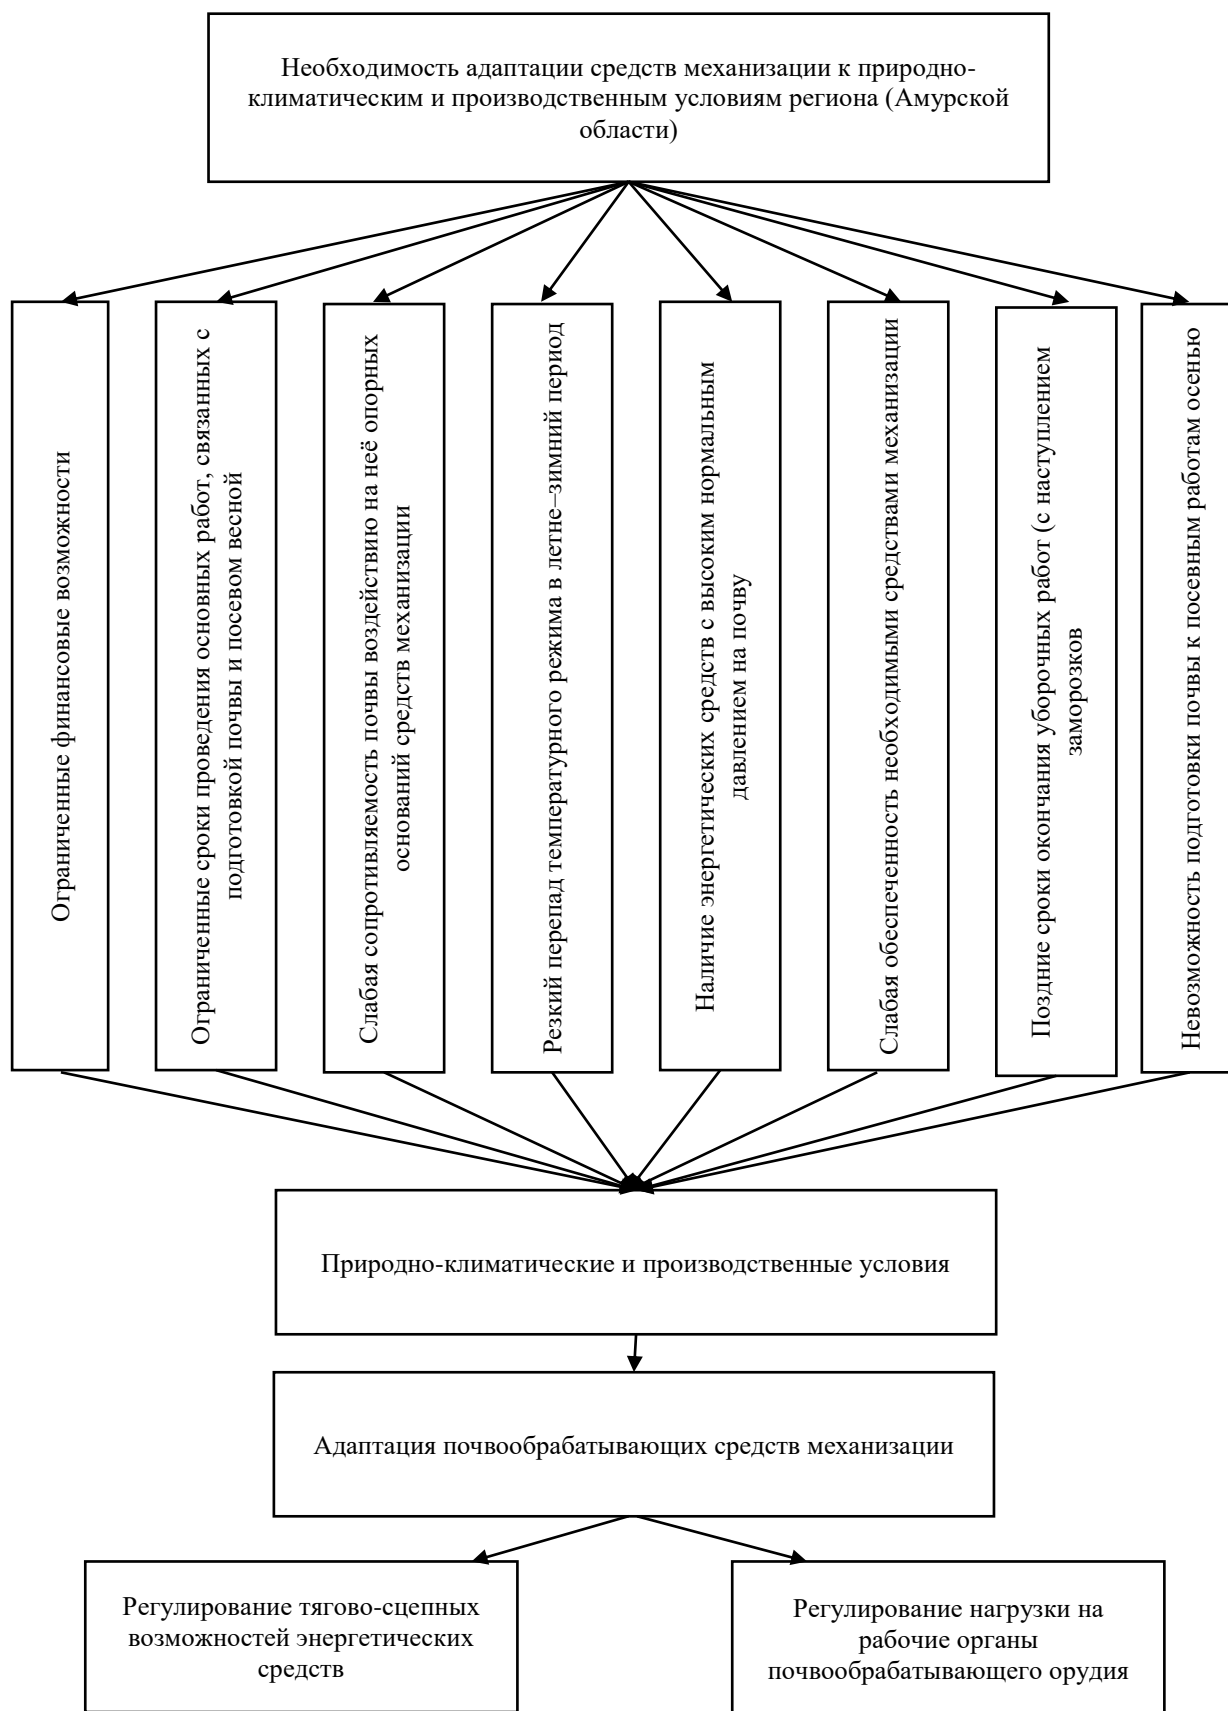 Необходимость адаптации средств механизации к природно-
климатическим и производственным условиям региона (Амурской
области)
Ограниченные финансовые возможности
Ограниченные сроки проведения основных работ, связанных с
подготовкой почвы и посевом весной
Слабая сопротивляемость почвы воздействию на неё опорных
оснований средств механизации
Резкий перепад температурного режима в летне–зимний период
Наличие энергетических средств с высоким нормальным
давлением на почву
Слабая обеспеченность необходимыми средствами механизации
Поздние сроки окончания уборочных работ (с наступлением
заморозков
Невозможность подготовки почвы к посевным работам осенью
Природно-климатические и производственные условия
Адаптация почвообрабатывающих средств механизации
Регулирование тягово-сцепных
возможностей энергетических
средств
Регулирование нагрузки на
рабочие органы
почвообрабатывающего орудия